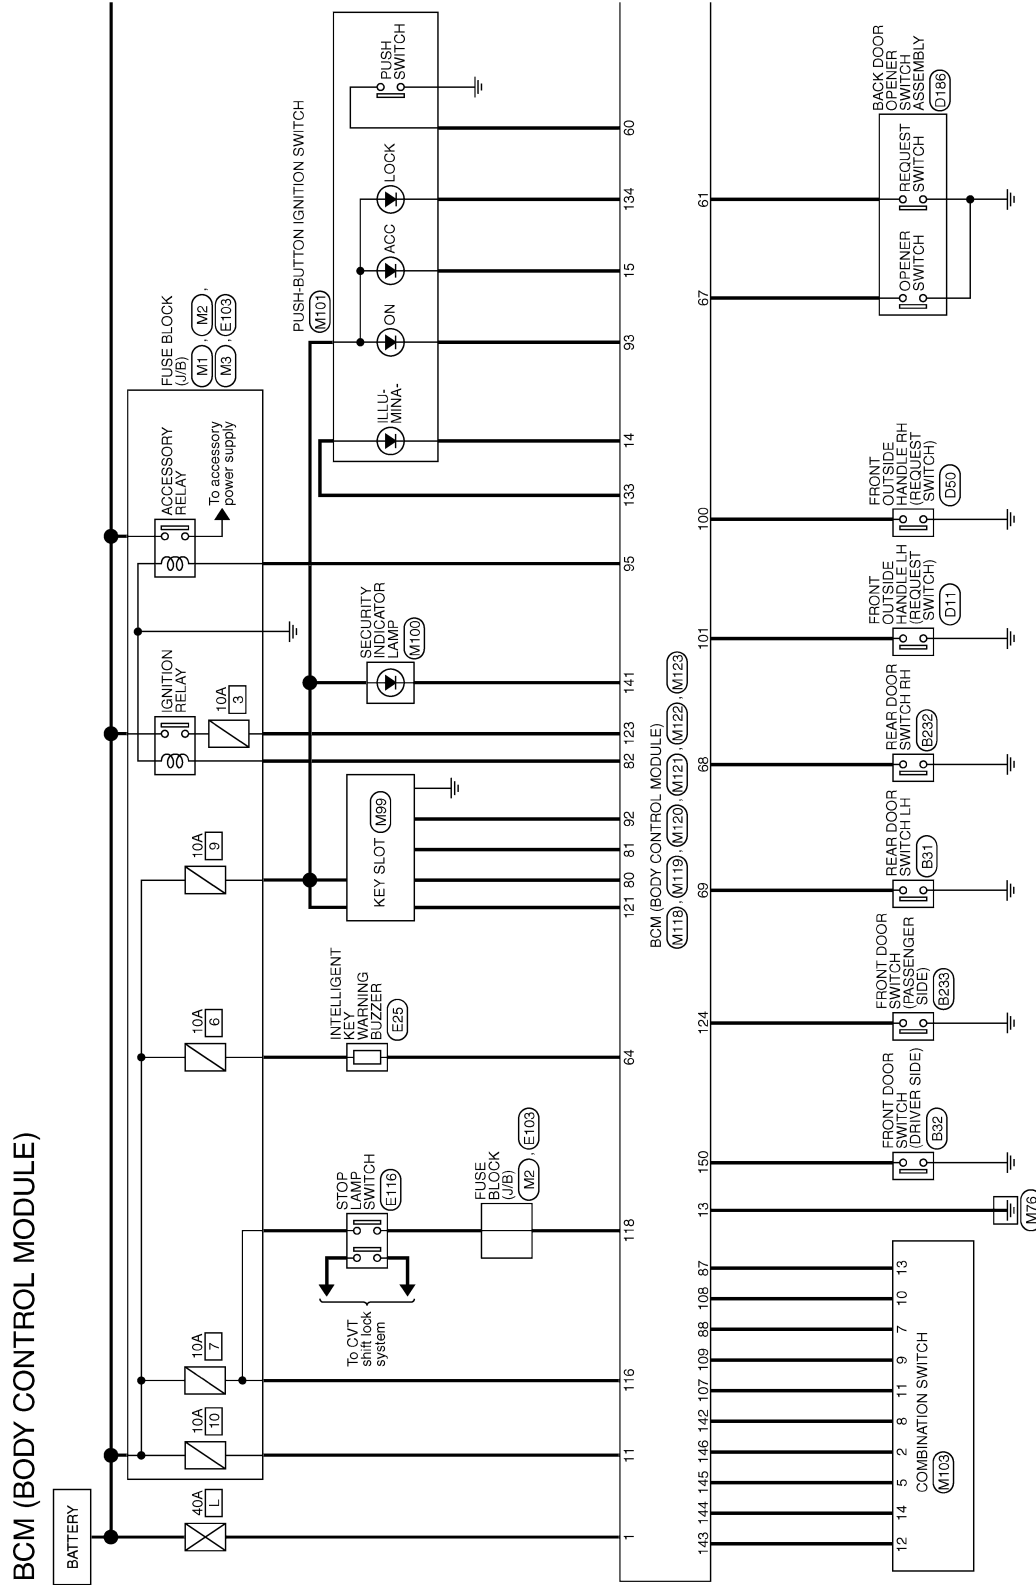 BCM (BODY CONTROL MODULE)
BATTERY
40A
L
10A
10
10A
7
10A
6
10A
9
IGNITION
RELAY
10A
3
ACCESSORY
RELAY
To accessory
power supply
FUSE BLOCK
(J/B)
M1 , M2 ,
M3 , E103
STOP
LAMP
SWITCH
E116
To CVT
shift lock
system
FUSE
BLOCK
(J/B)
M2 , E103
INTELLIGENT
KEY
WARNING
BUZZER
E25
KEY SLOT M99
SECURITY
INDICATOR
LAMP
M100
PUSH-BUTTON IGNITION SWITCH
M101
ILLU-
MINA-
ON
ACC
LOCK
PUSH
SWITCH
1 11 116 118 64 121 80 81 92 82 123 141 95 133 14 93 15 134 60
BCM (BODY CONTROL MODULE)
M118 , M119 , M120 , M121 , M122 , M123
143 144 145 146 142 107 109 88 108 87 13 150 124 69 68 101 100 67 61
12 14 5 2 8 11 9 7 10 13
COMBINATION SWITCH
M103
M76
FRONT DOOR
SWITCH
(DRIVER SIDE)
B32
FRONT DOOR
SWITCH
(PASSENGER
SIDE)
B233
REAR DOOR
SWITCH LH
B31
REAR DOOR
SWITCH RH
B232
FRONT
OUTSIDE
HANDLE LH
(REQUEST
SWITCH)
D11
FRONT
OUTSIDE
HANDLE RH
(REQUEST
SWITCH)
D50
OPENER
SWITCH
REQUEST
SWITCH
BACK DOOR
OPENER
SWITCH
ASSEMBLY
D186